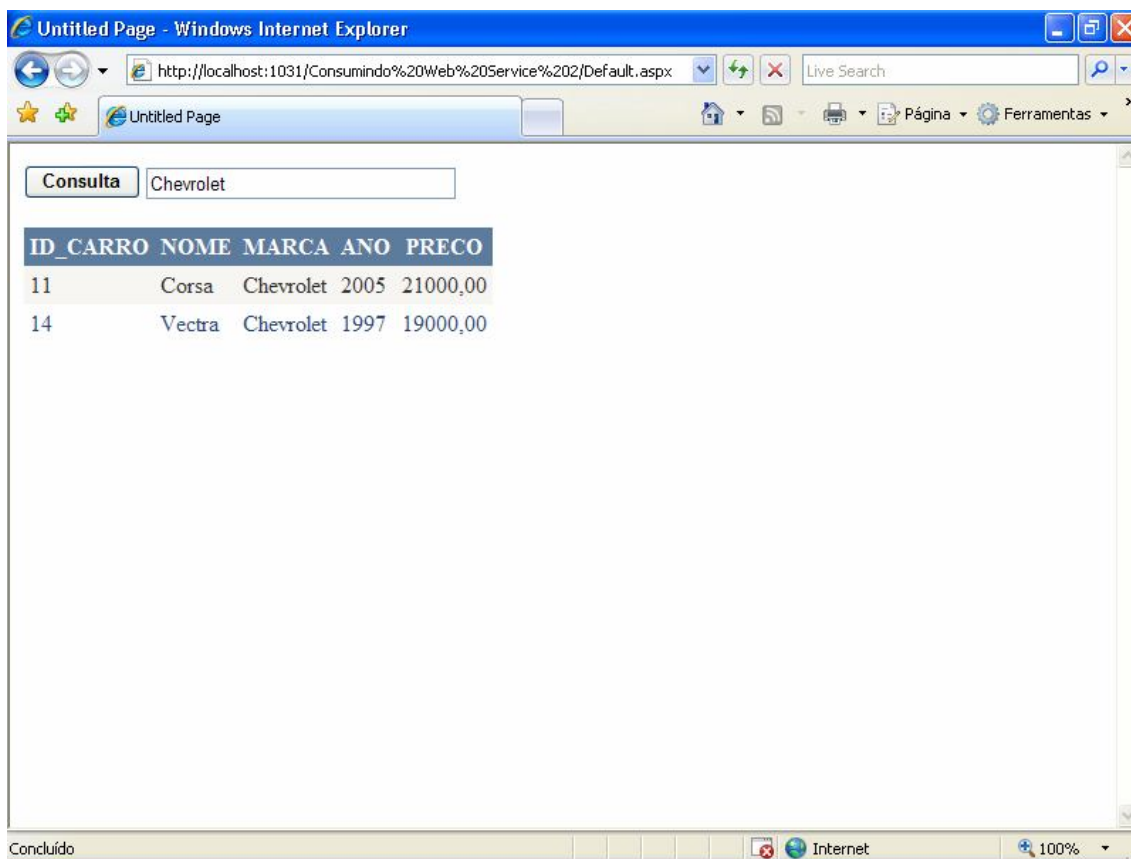 Untitled Page - Windows Internet Explorer
http://localhost:1031/Consumindo%20Web%20Service%202/Default.aspx Live Search
Untitled Page Página Ferramentas
Consulta Chevrolet
ID_CARRO NOME MARCA ANO PRECO
11 Corsa Chevrolet 2005 21000,00
14 Vectra Chevrolet 1997 19000,00
Concluído Internet 100%